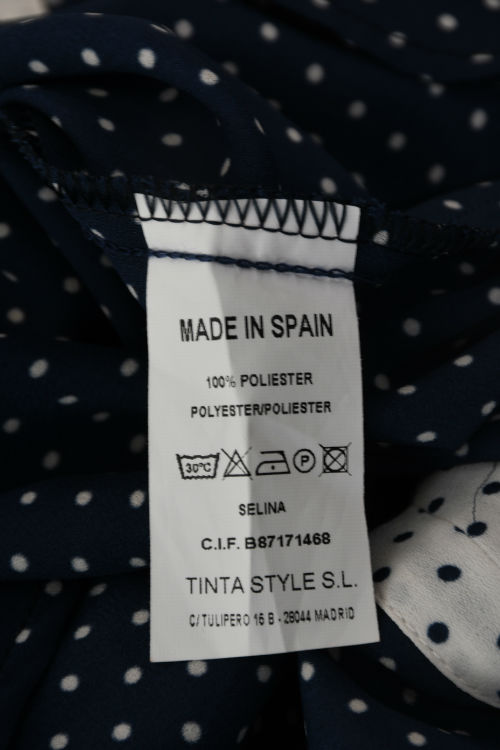 MADE IN SPAIN
100% POLIESTER
POLYESTER/POLIESTER
30°C P
SELINA
C.I.F. B87171468
TINTA STYLE S.L.
C/TULIPERO 16 B - 28044 MADRID